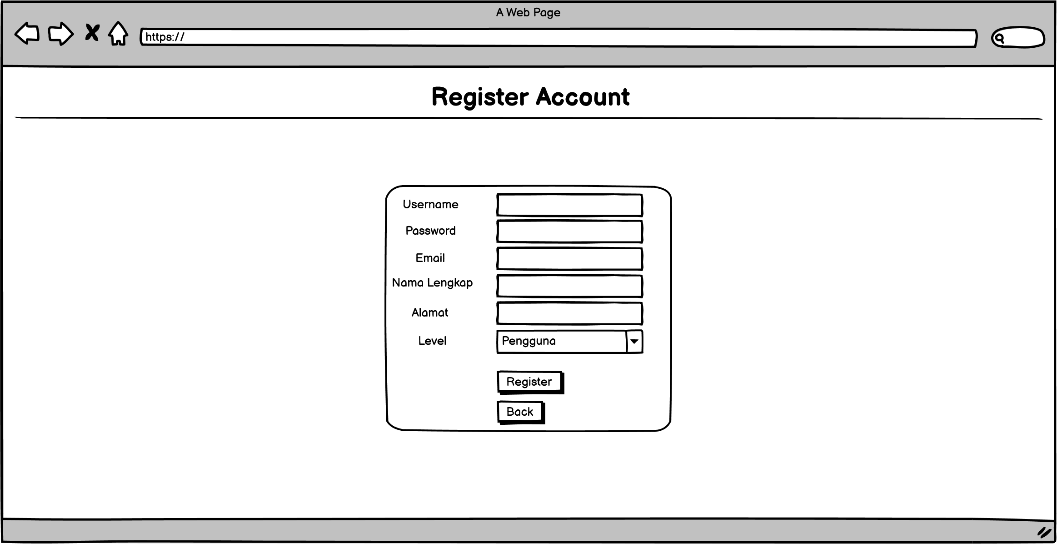 A Web Page
https://
Register Account
Username
Password
Email
Nama Lengkap
Alamat
Level
Pengguna
Register
Back